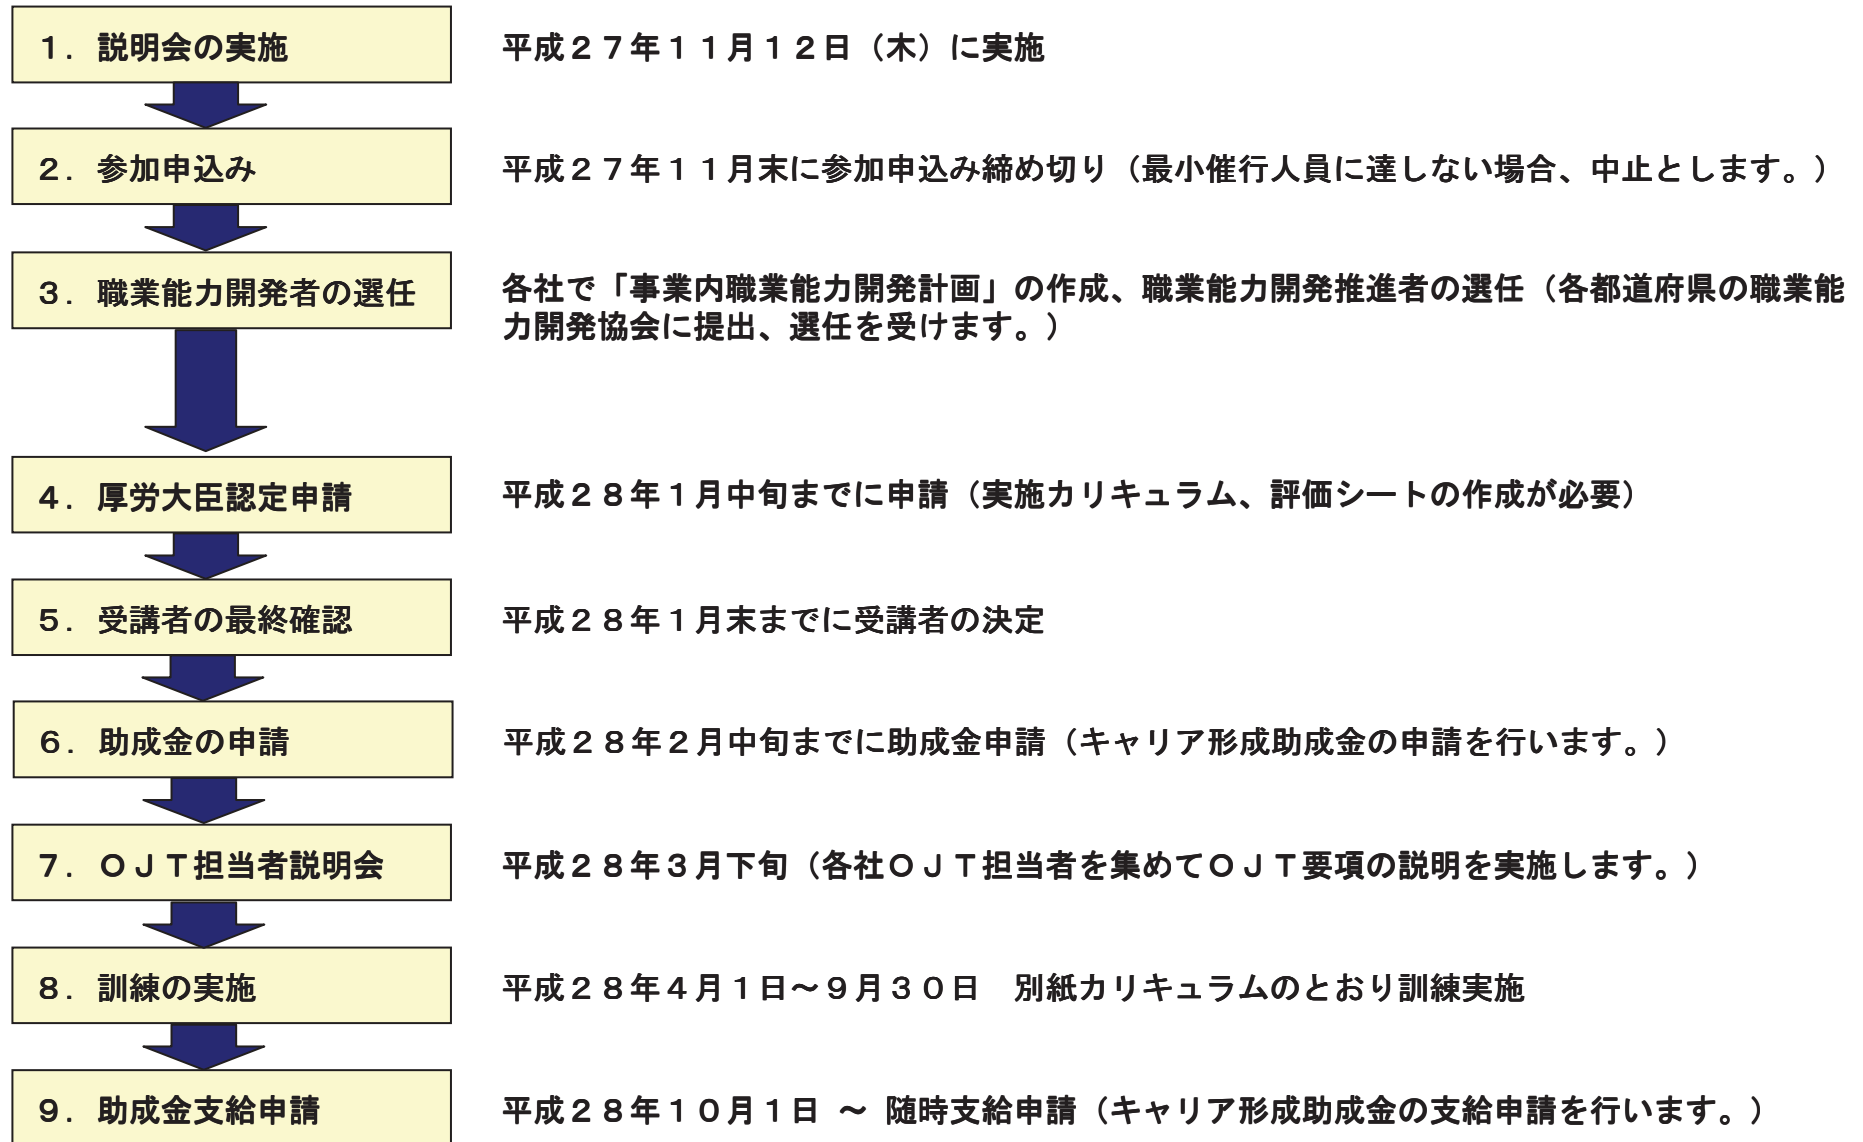 １．説明会の実施
平成２７年１１月１２日（木）に実施
２．参加申込み
平成２７年１１月末に参加申込み締め切り（最小催行人員に達しない場合、中止とします。）
３．職業能力開発者の選任
各社で「事業内職業能力開発計画」の作成、職業能力開発推進者の選任（各都道府県の職業能
力開発協会に提出、選任を受けます。）
４．厚労大臣認定申請
平成２８年１月中旬までに申請（実施カリキュラム、評価シートの作成が必要）
５．受講者の最終確認
平成２８年１月末までに受講者の決定
６．助成金の申請
平成２８年２月中旬までに助成金申請（キャリア形成助成金の申請を行います。）
７．ＯＪＴ担当者説明会
平成２８年３月下旬（各社ＯＪＴ担当者を集めてＯＪＴ要項の説明を実施します。）
８．訓練の実施
平成２８年４月１日～９月３０日　別紙カリキュラムのとおり訓練実施
９．助成金支給申請
平成２８年１０月１日 ～ 随時支給申請（キャリア形成助成金の支給申請を行います。）